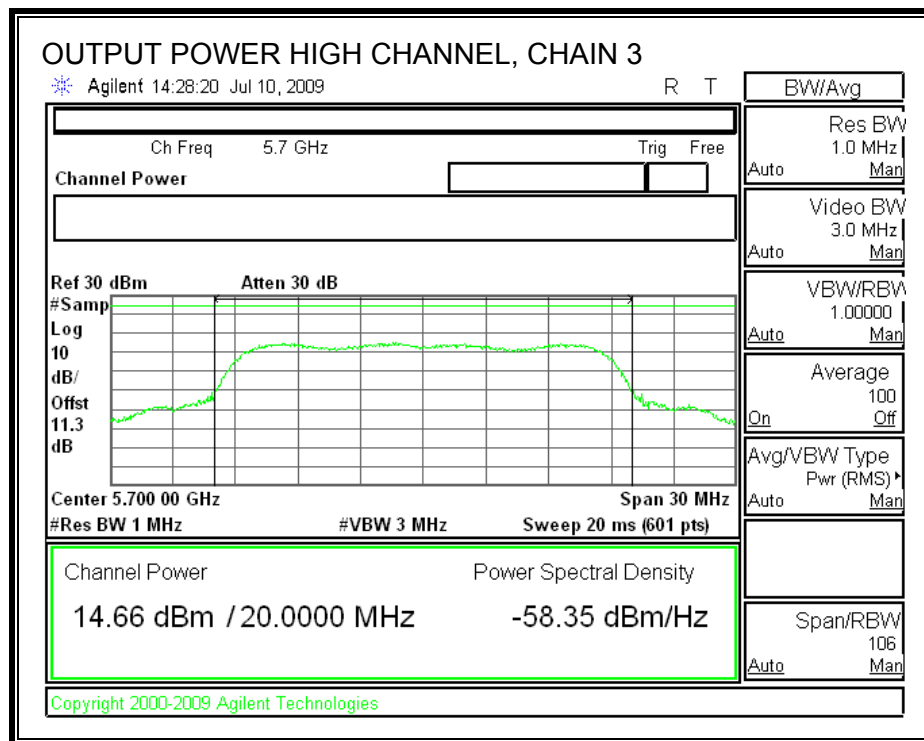 OUTPUT POWER HIGH CHANNEL, CHAIN 3
Agilent 14:28:20 Jul 10, 2009 R T
Ch Freq 5.7 GHz Trig Free
Channel Power
Ref 30 dBm Atten 30 dB
#Samp
Log
10
dB/
Offst
11.3
dB
Center 5.700 00 GHz Span 30 MHz
#Res BW 1 MHz #VBW 3 MHz Sweep 20 ms (601 pts)
Channel Power Power Spectral Density
14.66 dBm / 20.0000 MHz -58.35 dBm/Hz
Copyright 2000-2009 Agilent Technologies
BW/Avg
Res BW
1.0 MHz
Auto Man
Video BW
3.0 MHz
Auto Man
VBW/RBW
1.00000
Auto Man
Average
100
On Off
Avg/VBW Type
Pwr (RMS)
Auto Man
Span/RBW
106
Auto Man